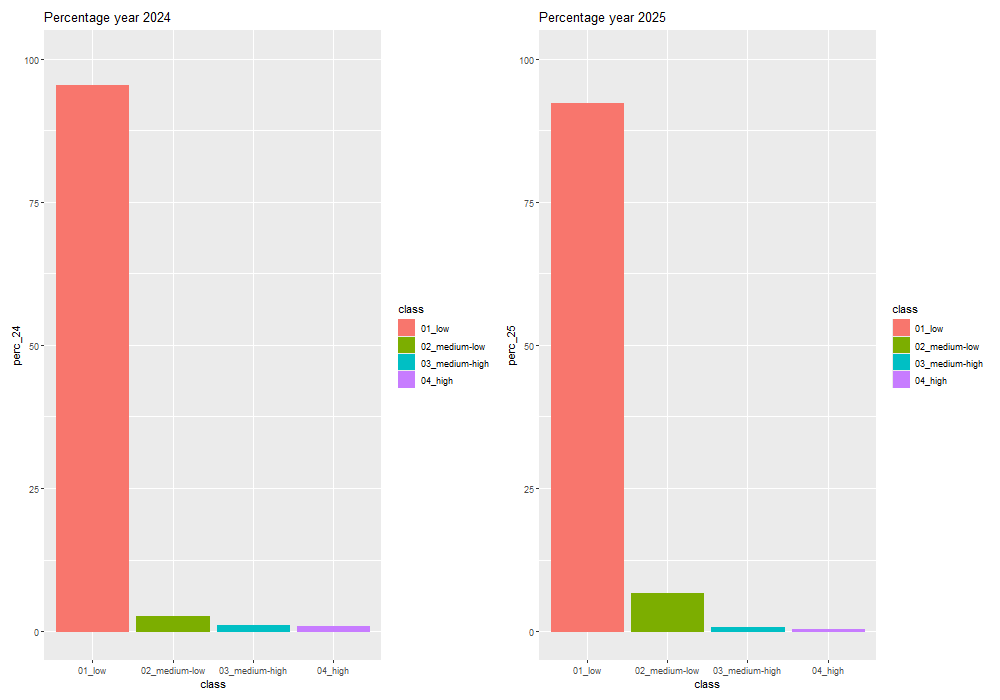 Percentage year 2024
perc_24
100
75
50
25
0
01_low
02_medium-low
03_medium-high
04_high
class
class
01_low
02_medium-low
03_medium-high
04_high
Percentage year 2025
perc_25
100
75
50
25
0
01_low
02_medium-low
03_medium-high
04_high
class
class
01_low
02_medium-low
03_medium-high
04_high